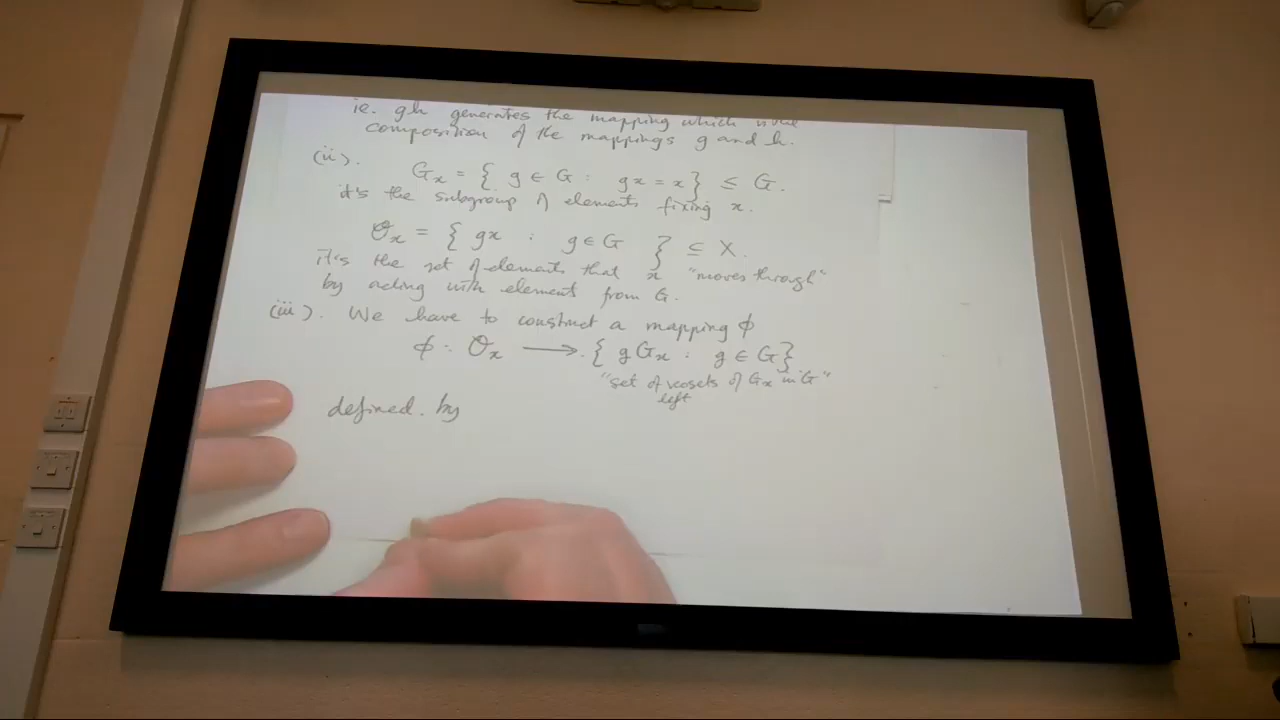 ie. gh generates the mapping which is the
composition of the mappings g and h.
(ii). Gₓ = { g ∈ G : gx = x } ≤ G.
it's the subgroup of elements fixing x.
𝒪ₓ = { gx : g ∈ G } ⊆ X.
it's the set of elements that x "moves through"
by acting with element from G.
(iii). We have to construct a mapping ϕ
ϕ : 𝒪ₓ ⟶ { g Gₓ : g ∈ G }
"set of cosets of Gₓ in G"
left
defined. by